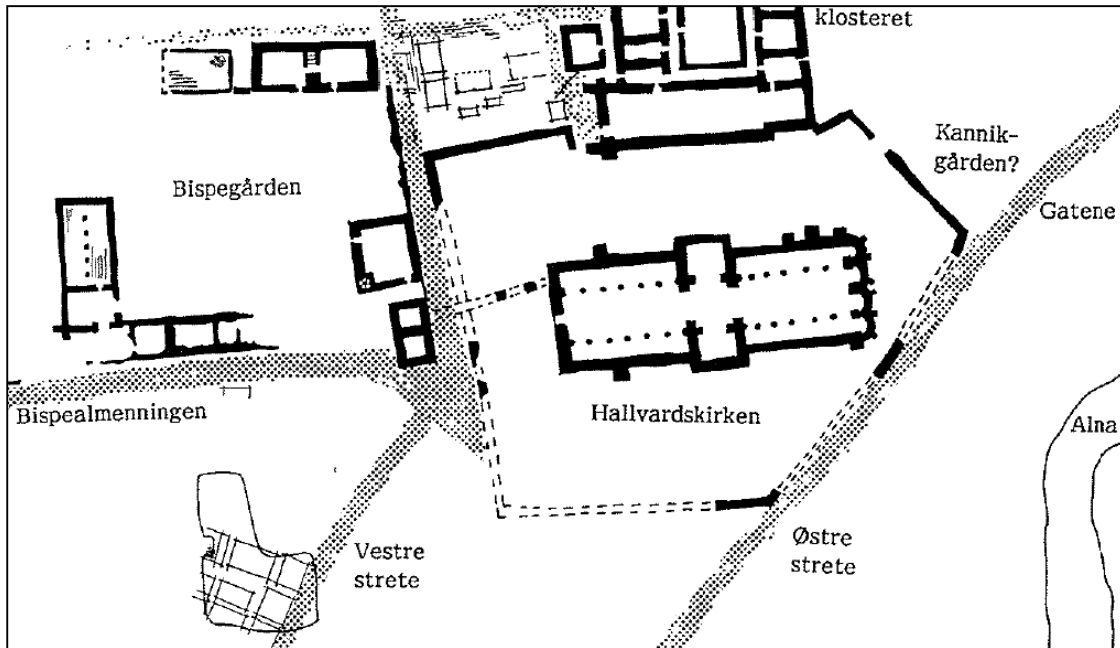 klosteret
Kannik-
gården?
Bispegården
Gatene
Bispealmenningen
Hallvardskirken
Alna
Vestre
strete
Østre
strete